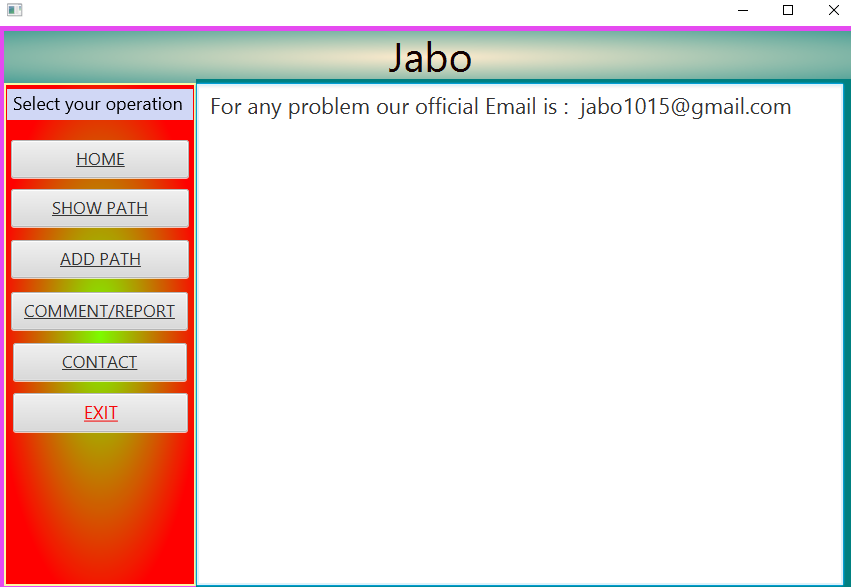 Jabo
Select your operation
HOME
SHOW PATH
ADD PATH
COMMENT/REPORT
CONTACT
EXIT
For any problem our official Email is :  jabo1015@gmail.com